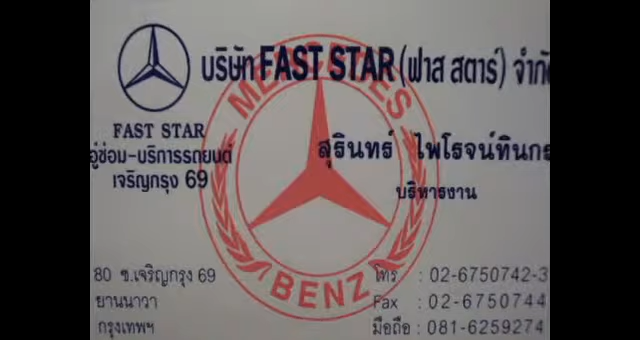 บริษัท FAST STAR (ฟาส สตาร์) จำกั
MERCEDES
FAST STAR
อู่ซ่อม-บริการรถยนต์
เจริญกรุง 69
สุรินทร์ ไพโรจน์ทินกร
บริหารงาน
80 ซ.เจริญกรุง 69
ยานนาวา
กรุงเทพฯ
BENZ
โทร : 02-6750742-3
Fax : 02-6750744
มือถือ : 081-6259274